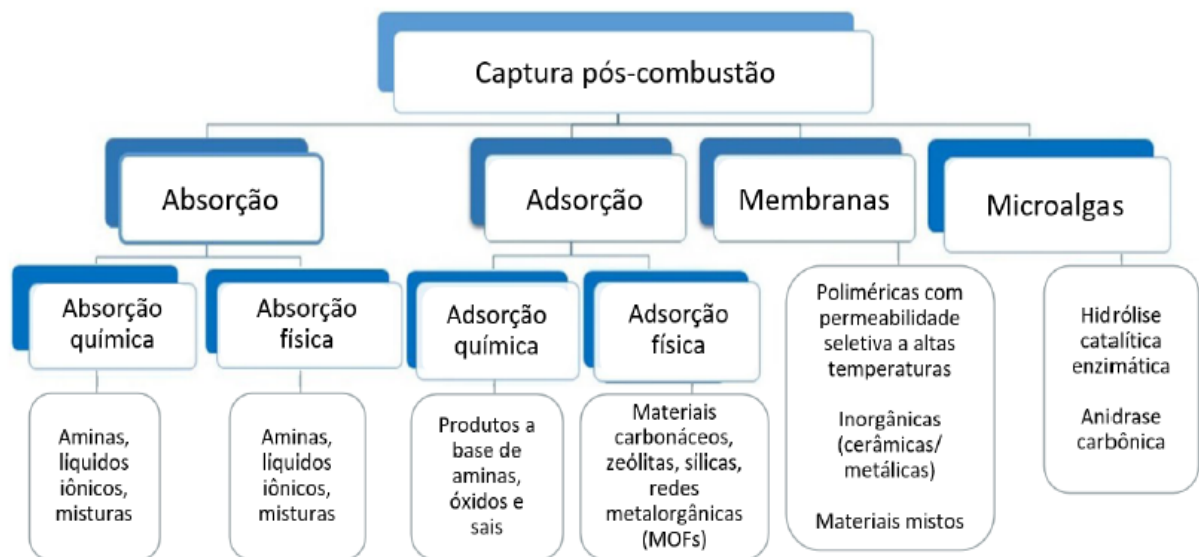 Captura pós-combustão
Absorção
Adsorção
Membranas
Microalgas
Absorção
química
Absorção
física
Adsorção
química
Adsorção
física
Aminas,
líquidos
iônicos,
misturas
Aminas,
líquidos
iônicos,
misturas
Produtos a
base de
aminas,
óxidos e
sais
Materiais
carbonáceos,
zeólitas, sílicas,
redes
metalorgânicas
(MOFs)
Poliméricas com
permeabilidade
seletiva a altas
temperaturas
Inorgânicas
(cerâmicas/
metálicas)
Materiais mistos
Hidrólise
catalítica
enzimática
Anidrase
carbônica